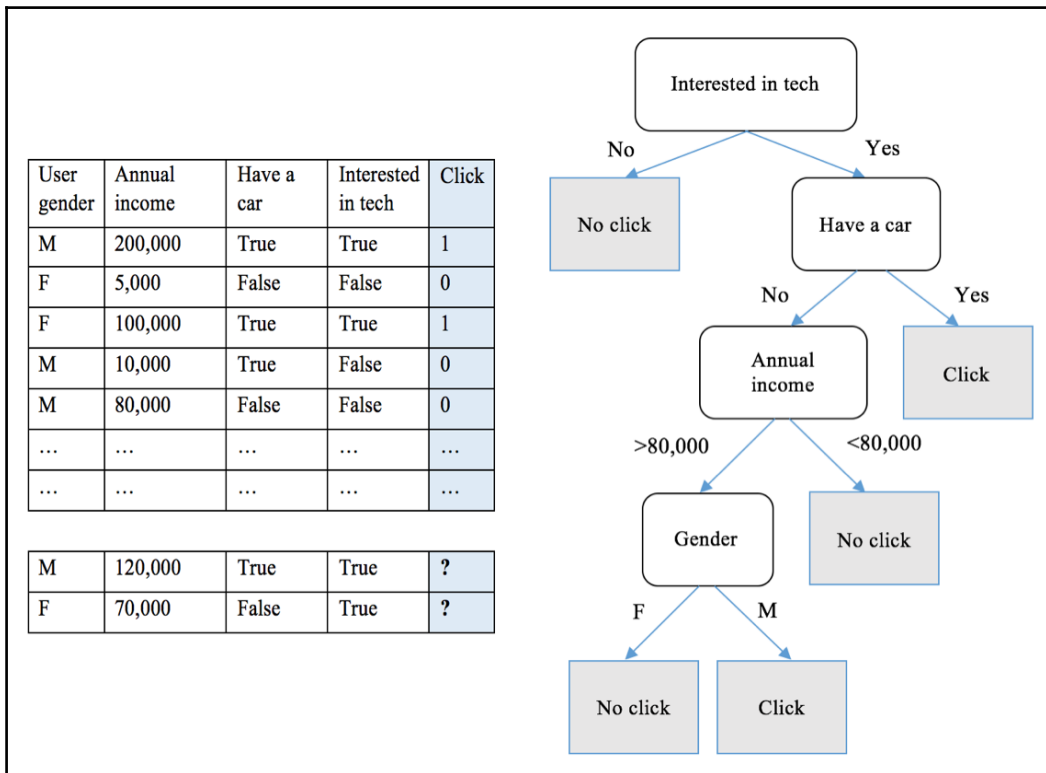 User gender Annual income Have a car Interested in tech Click
M 200,000 True True 1
F 5,000 False False 0
F 100,000 True True 1
M 10,000 True False 0
M 80,000 False False 0
… … … … …
… … … … …
M 120,000 True True ?
F 70,000 False True ?
Interested in tech
No Yes
No click
Have a car
No Yes
Annual
income
Click
>80,000 <80,000
Gender
No click
F M
No click
Click